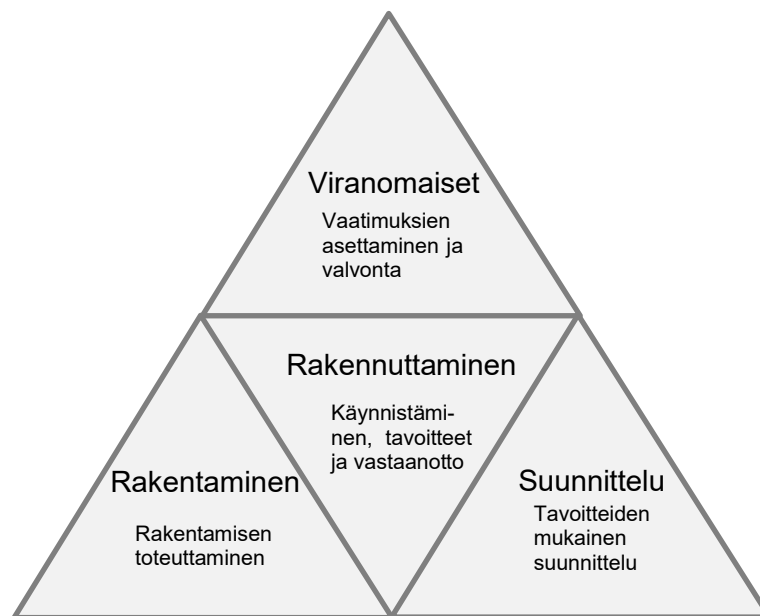 Viranomaiset
Vaatimuksien
asettaminen ja
valvonta
Rakennuttaminen
Käynnistämi-
nen, tavoitteet
ja vastaanotto
Rakentaminen
Rakentamisen
toteuttaminen
Suunnittelu
Tavoitteiden
mukainen
suunnittelu